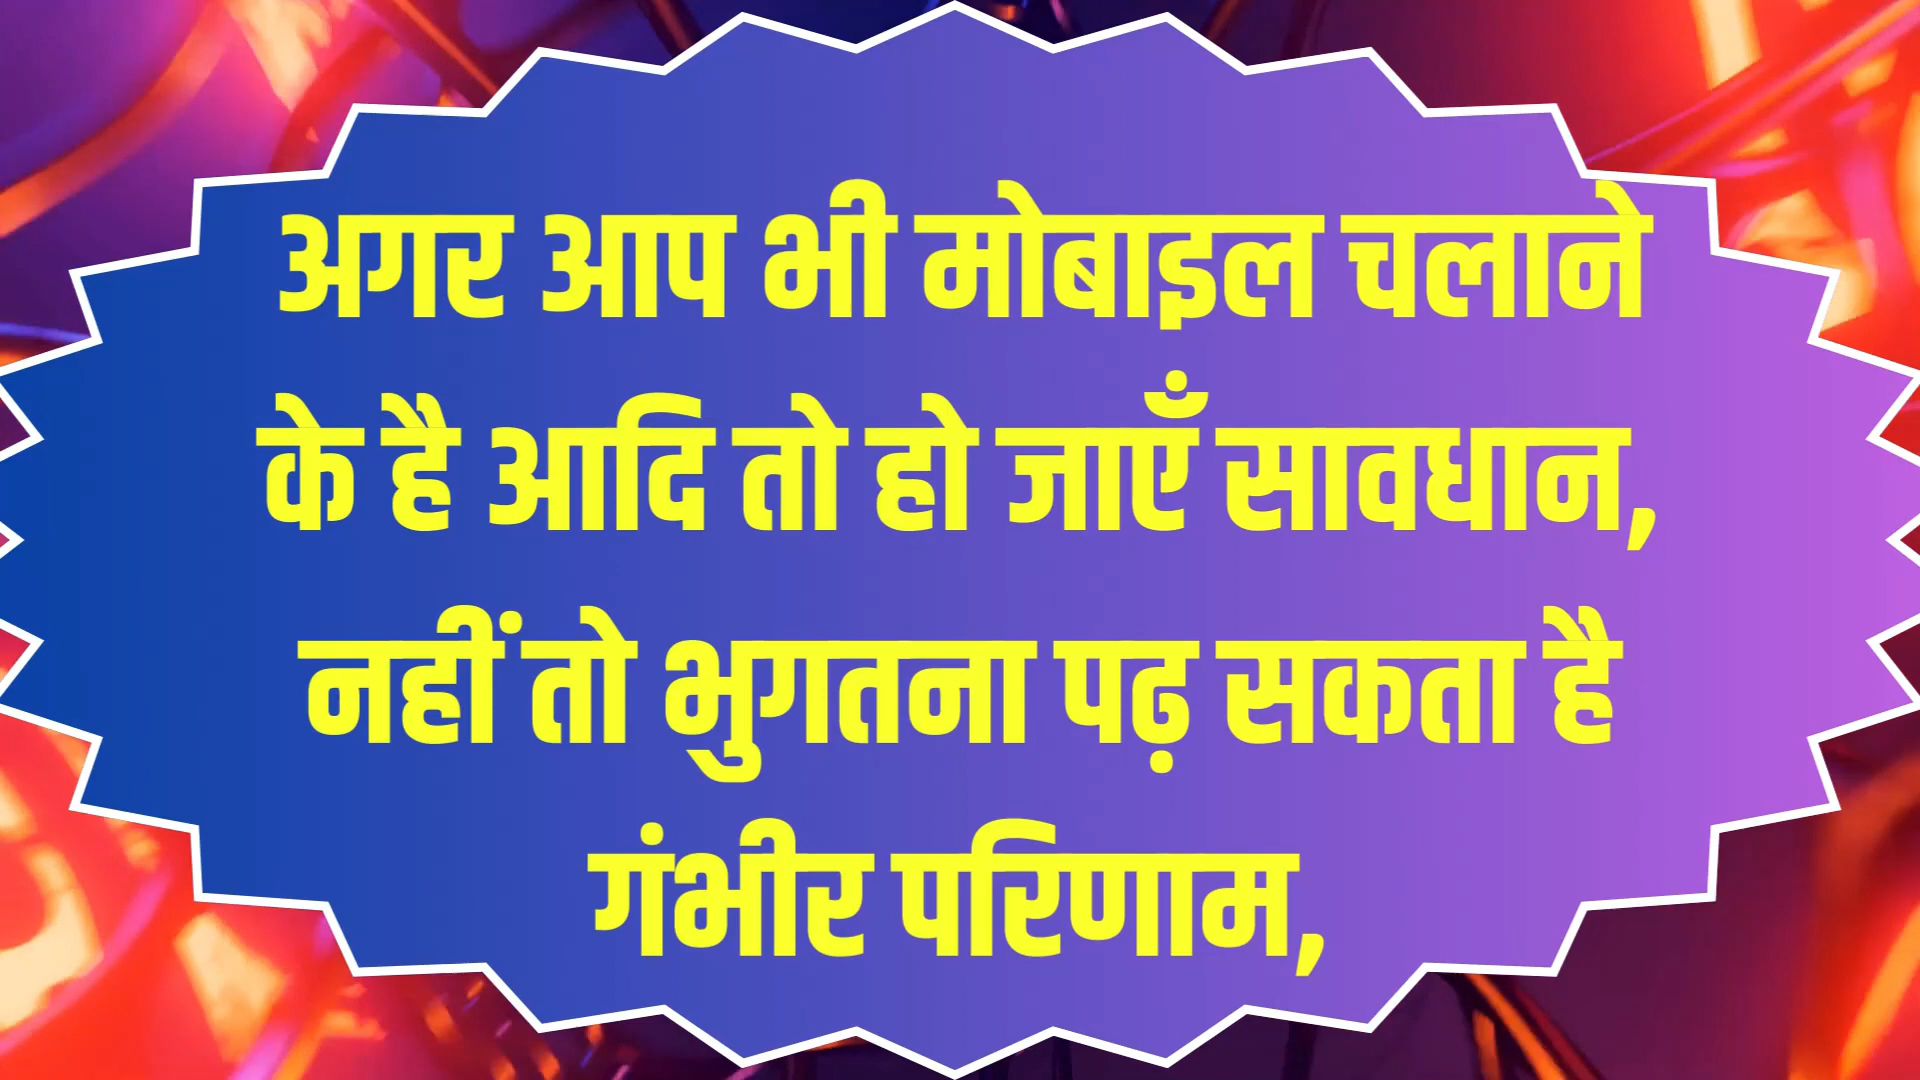 अगर आप भी मोबाइल चलाने
के है आदि तो हो जाएँ सावधान,
नहीं तो भुगतना पढ़ सकता है
गंभीर परिणाम,